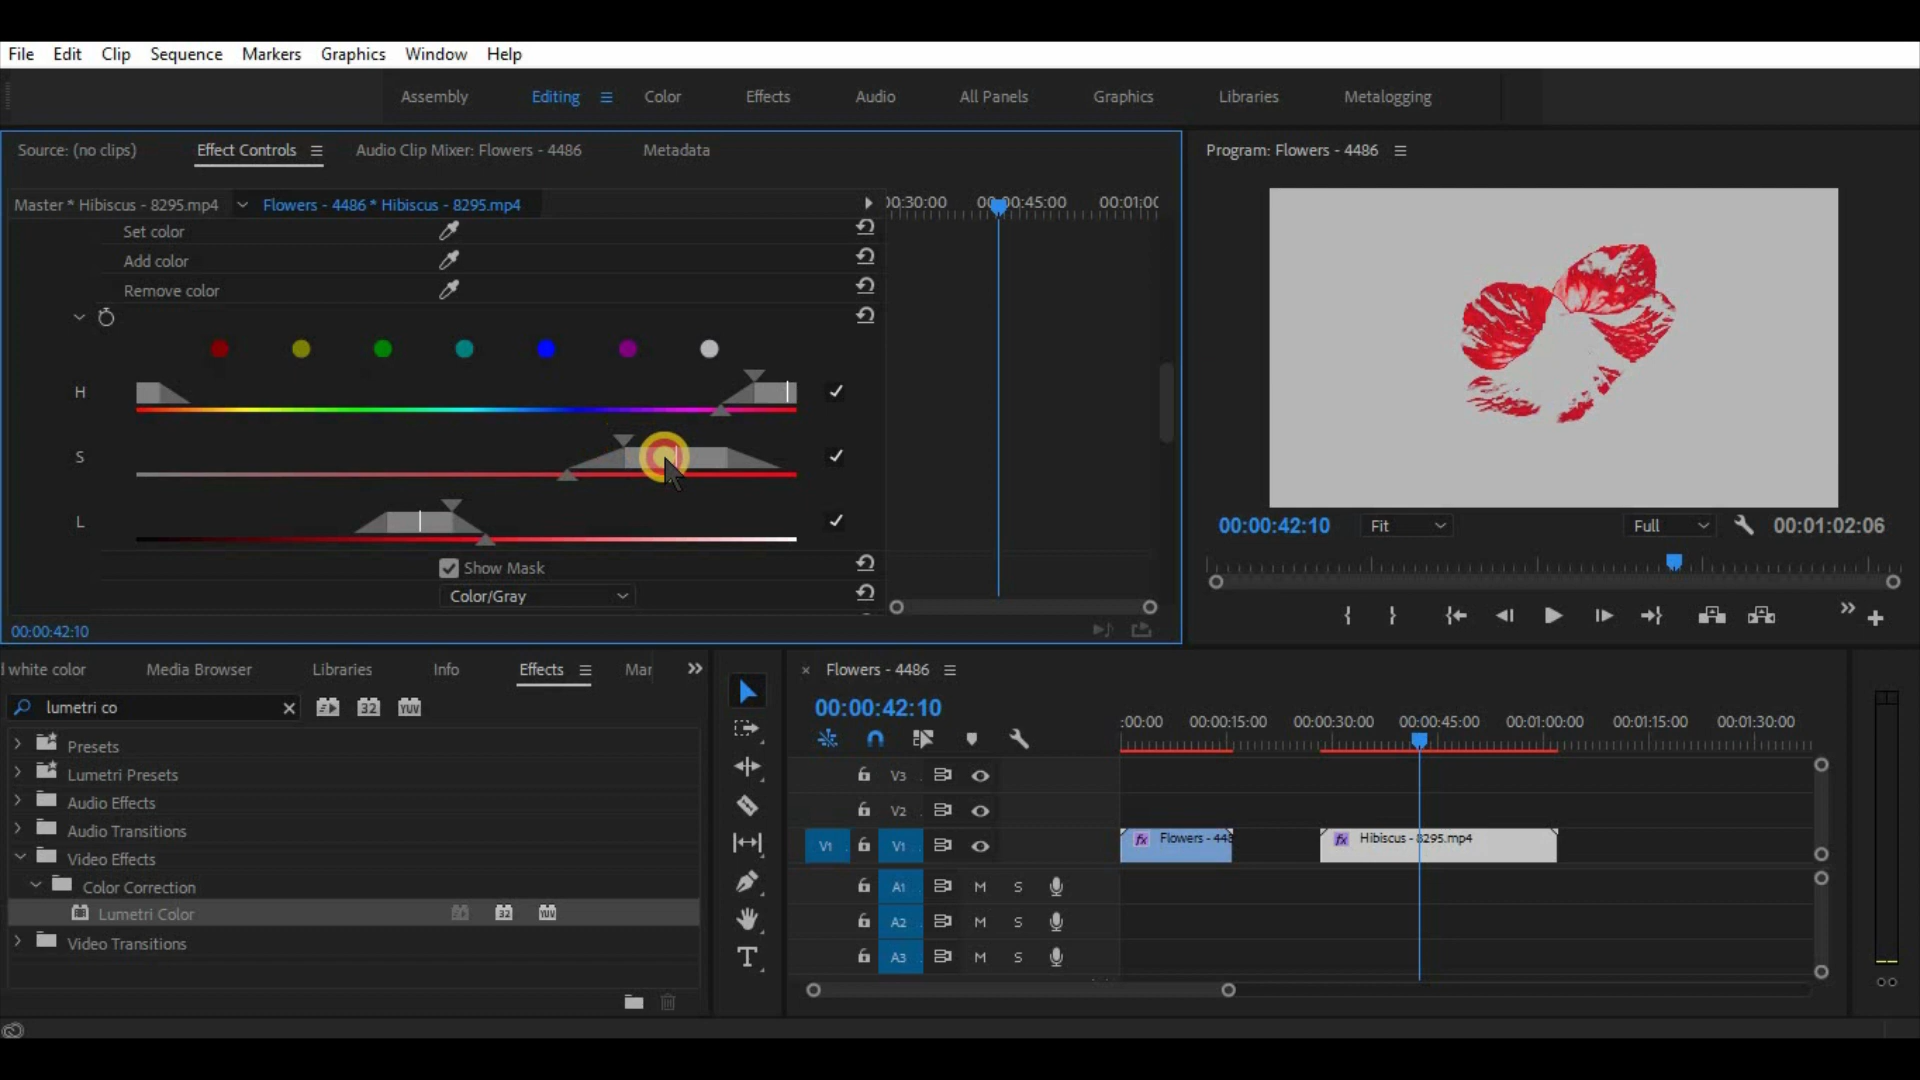 File Edit Clip Sequence Markers Graphics Window Help
Assembly Editing Color Effects Audio All Panels Graphics Libraries Metalogging
Source: (no clips) Effect Controls Audio Clip Mixer: Flowers - 4486 Metadata
Program: Flowers - 4486
Master * Hibiscus - 8295.mp4 Flowers - 4486 * Hibiscus - 8295.mp4
:30:00 00:00:45:00 00:01:00
Set color
Add color
Remove color
H
S
L
Show Mask
Color/Gray
00:00:42:10
00:00:42:10 Fit Full 00:01:02:06
white color Media Browser Libraries Info Effects Mar
lumetri co
32
YUV
Presets
Lumetri Presets
Audio Effects
Audio Transitions
Video Effects
Color Correction
Lumetri Color 32 YUV
Video Transitions
T
Flowers - 4486
00:00:42:10
:00:00 00:00:15:00 00:00:30:00 00:00:45:00 00:01:00:00 00:01:15:00 00:01:30:00
V3
V2
V1 V1
fx Flowers - 448
fx Hibiscus - 8295.mp4
A1 M S
A2 M S
A3 M S